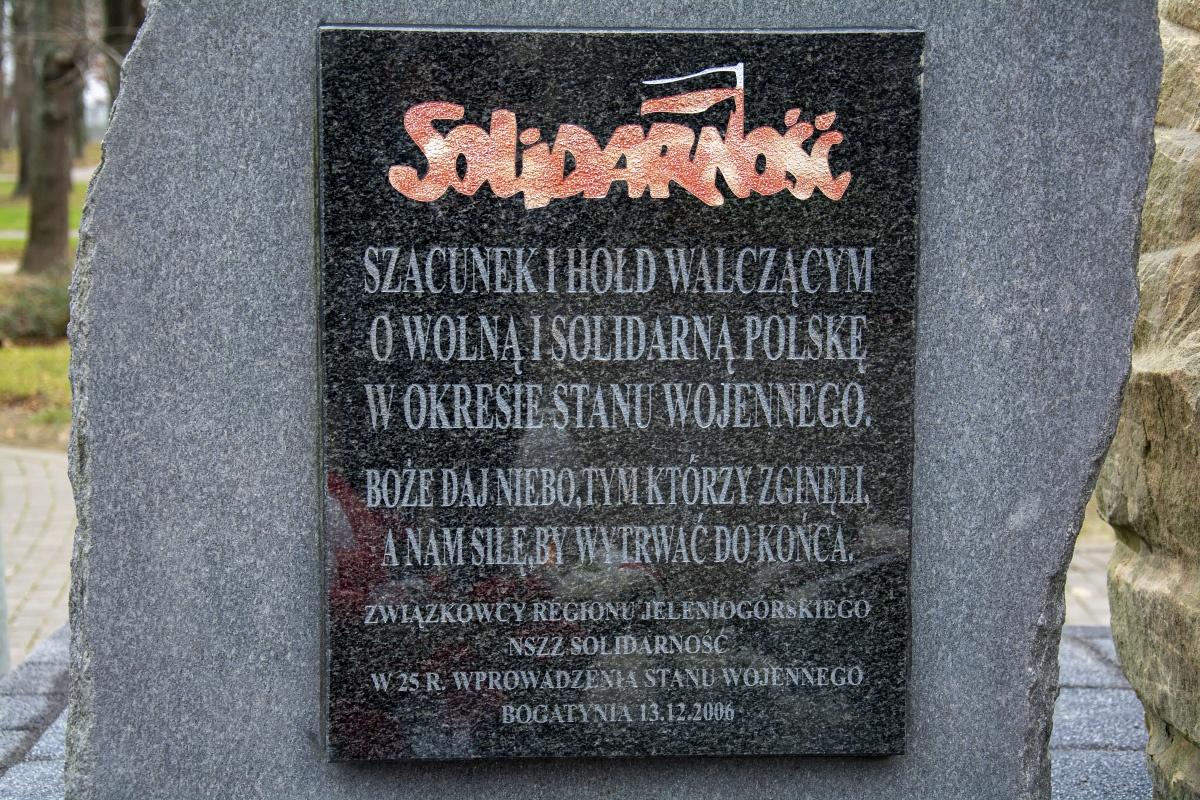 Solidarność
SZACUNEK I HOŁD WALCZĄCYM
O WOLNĄ I SOLIDARNĄ POLSKĘ
W OKRESIE STANU WOJENNEGO.
BOŻE DAJ NIEBO, TYM KTÓRZY ZGINĘLI,
A NAM SIŁĘ, BY WYTRWAĆ DO KOŃCA.
ZWIĄZKOWCY REGIONU JELENIOGÓRSKIEGO
NSZZ SOLIDARNOŚĆ
W 25 R. WPROWADZENIA STANU WOJENNEGO
BOGATYNIA 13.12.2006